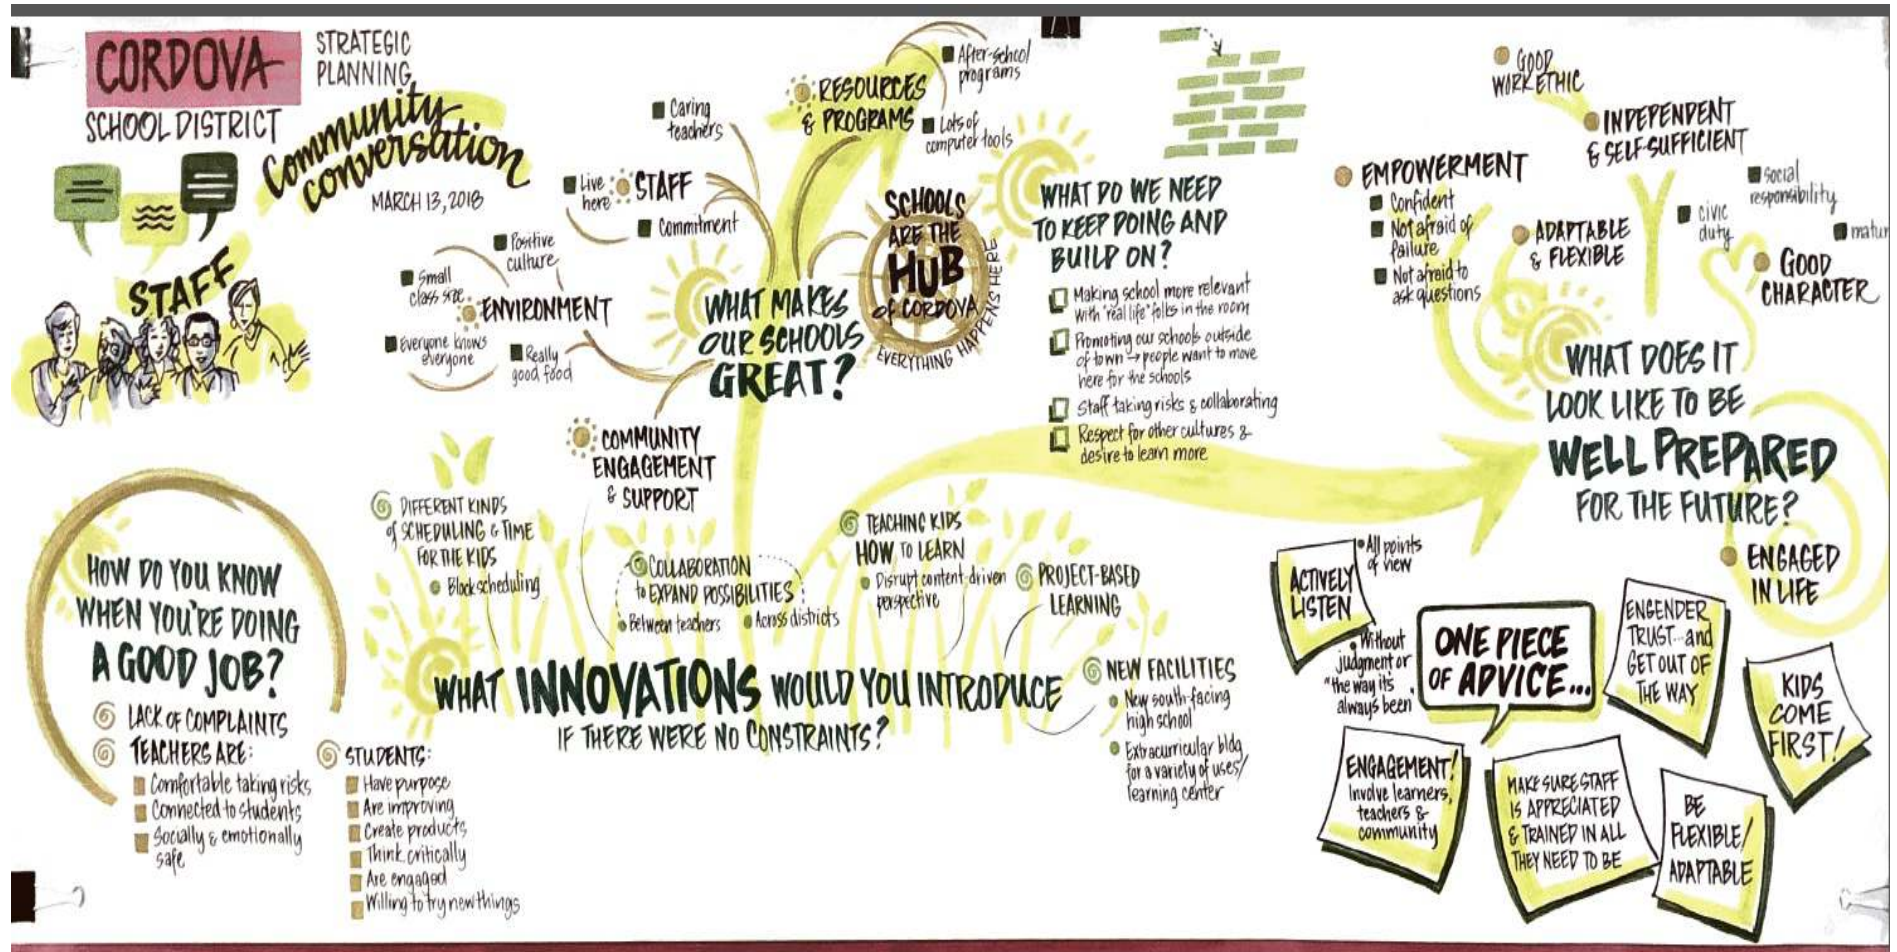 CORDOVA
SCHOOL DISTRICT
STRATEGIC
PLANNING
Community
conversation
MARCH 13, 2018
STAFF
HOW DO YOU KNOW
WHEN YOU'RE DOING
A GOOD JOB?
LACK OF COMPLAINTS
TEACHERS ARE:
Comfortable taking risks
Connected to students
Socially & emotionally
safe
STUDENTS:
Have purpose
Are improving
Create products
Think critically
Are engaged
Willing to try new things
WHAT MAKES
OUR SCHOOLS
GREAT?
ENVIRONMENT
Positive
culture
Small
class size
Everyone knows
everyone
Really
good food
STAFF
Caring
teachers
Live
here
Commitment
RESOURCES
& PROGRAMS
After-school
programs
Lots of
computer tools
COMMUNITY
ENGAGEMENT
& SUPPORT
SCHOOLS
ARE THE
HUB
OF CORDOVA
EVERYTHING HAPPENS HERE
WHAT DO WE NEED
TO KEEP DOING AND
BUILD ON?
Making school more relevant
with "real life" folks in the room
Promoting our schools outside
of town → people want to move
here for the schools
Staff taking risks & collaborating
Respect for other cultures &
desire to learn more
WHAT INNOVATIONS WOULD YOU INTRODUCE
IF THERE WERE NO CONSTRAINTS?
DIFFERENT KINDS
of SCHEDULING & TIME
FOR THE KIDS
Block scheduling
COLLABORATION
to EXPAND POSSIBILITIES
Between teachers
Across districts
TEACHING KIDS
HOW TO LEARN
Disrupt content-driven
perspective
PROJECT-BASED
LEARNING
NEW FACILITIES
New south-facing
high school
Extracurricular bldg
for a variety of uses/
learning center
WHAT DOES IT
LOOK LIKE TO BE
WELL PREPARED
FOR THE FUTURE?
GOOD
WORK ETHIC
INDEPENDENT
& SELF-SUFFICIENT
EMPOWERMENT
Confident
Not afraid of
failure
Not afraid to
ask questions
ADAPTABLE
& FLEXIBLE
Social
responsibility
civic
duty
matur
GOOD
CHARACTER
ENGAGED
IN LIFE
ONE PIECE
OF ADVICE...
ACTIVELY
LISTEN
All points
of view
Without
judgment or
"the way its
always been"
ENGENDER
TRUST...and
GET OUT OF
THE WAY
KIDS
COME
FIRST!
ENGAGEMENT!
Involve learners,
teachers &
community
MAKE SURE STAFF
IS APPRECIATED
& TRAINED IN ALL
THEY NEED TO BE
BE
FLEXIBLE/
ADAPTABLE